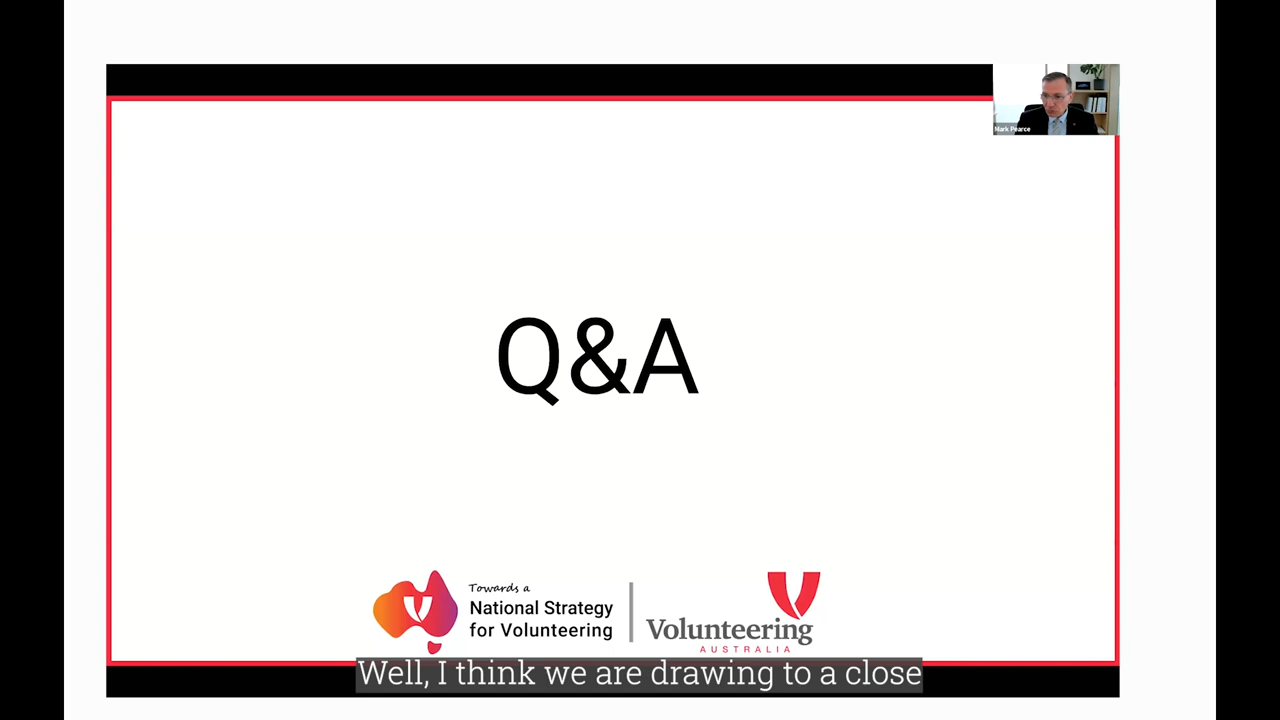 Mark Pearce
Q&A
Towards a
National Strategy
for Volunteering
Volunteering
AUSTRALIA
Well, I think we are drawing to a close